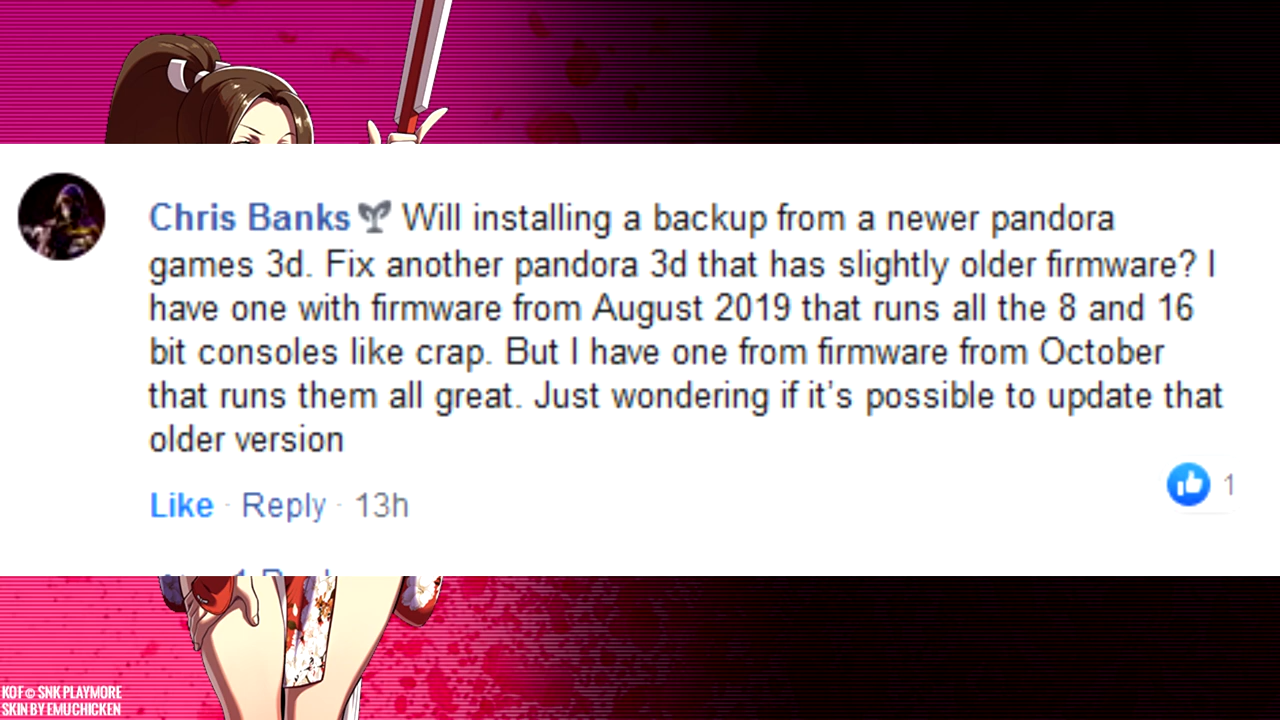 Chris Banks Will installing a backup from a newer pandora
games 3d. Fix another pandora 3d that has slightly older firmware? I
have one with firmware from August 2019 that runs all the 8 and 16
bit consoles like crap. But I have one from firmware from October
that runs them all great. Just wondering if it's possible to update that
older version
Like · Reply · 13h
1
KOF © SNK PLAYMORE
SKIN BY EMUCHICKEN